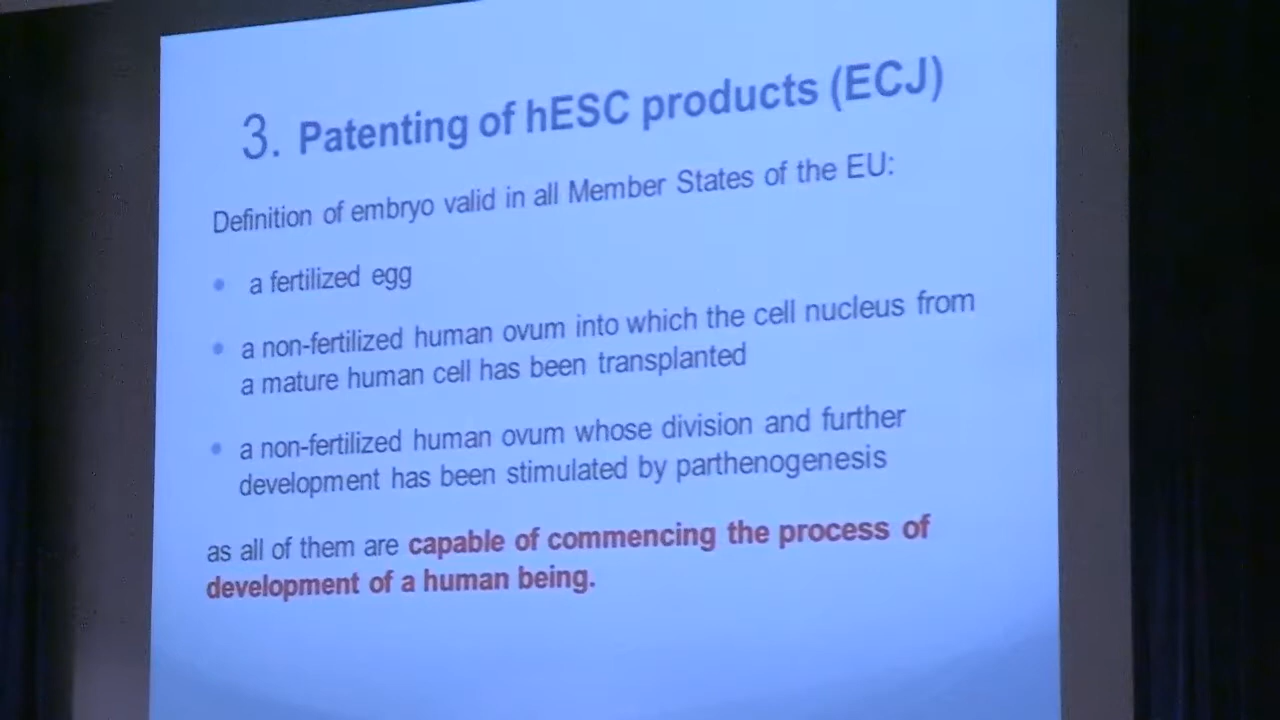 3. Patenting of hESC products (ECJ)
Definition of embryo valid in all Member States of the EU:
• a fertilized egg
• a non-fertilized human ovum into which the cell nucleus from
a mature human cell has been transplanted
• a non-fertilized human ovum whose division and further
development has been stimulated by parthenogenesis
as all of them are capable of commencing the process of
development of a human being.